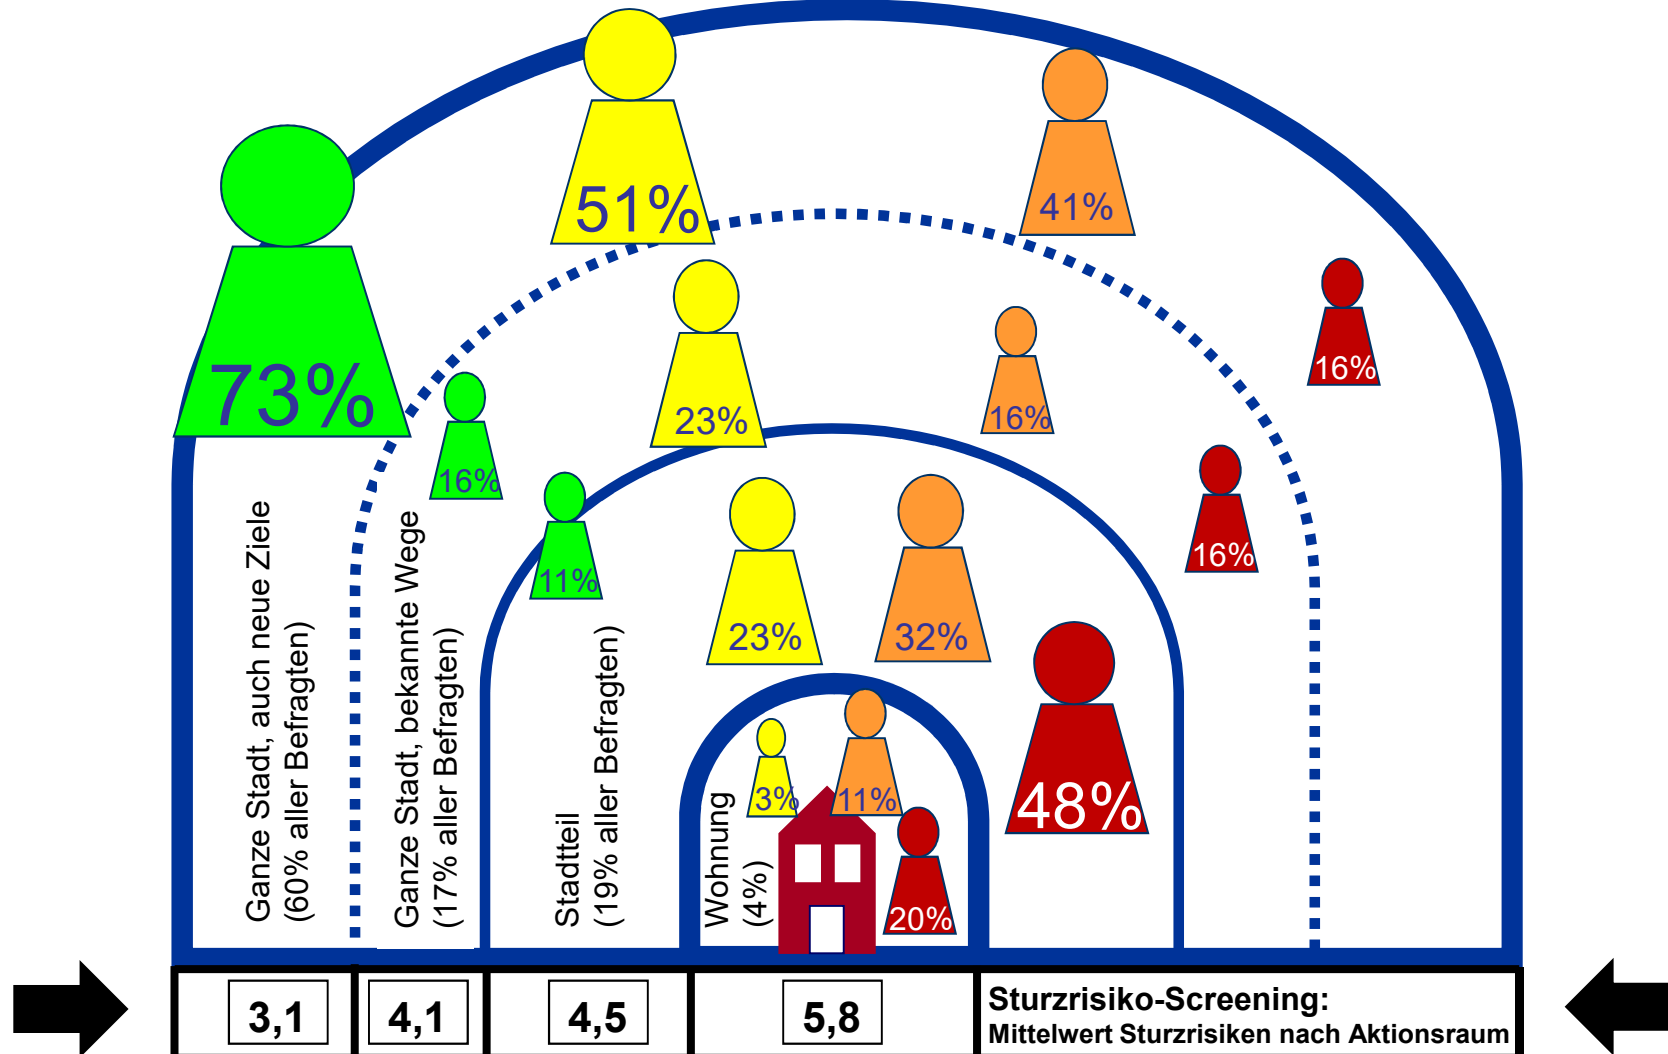 51%
41%
73%
23%
16%
16%
16%
11%
16%
23%
32%
48%
3%
11%
20%
Ganze Stadt, auch neue Ziele
(60% aller Befragten)
Ganze Stadt, bekannte Wege
(17% aller Befragten)
Stadtteil
(19% aller Befragten)
Wohnung
(4%)
3,1
4,1
4,5
5,8
Sturzrisiko-Screening:
Mittelwert Sturzrisiken nach Aktionsraum